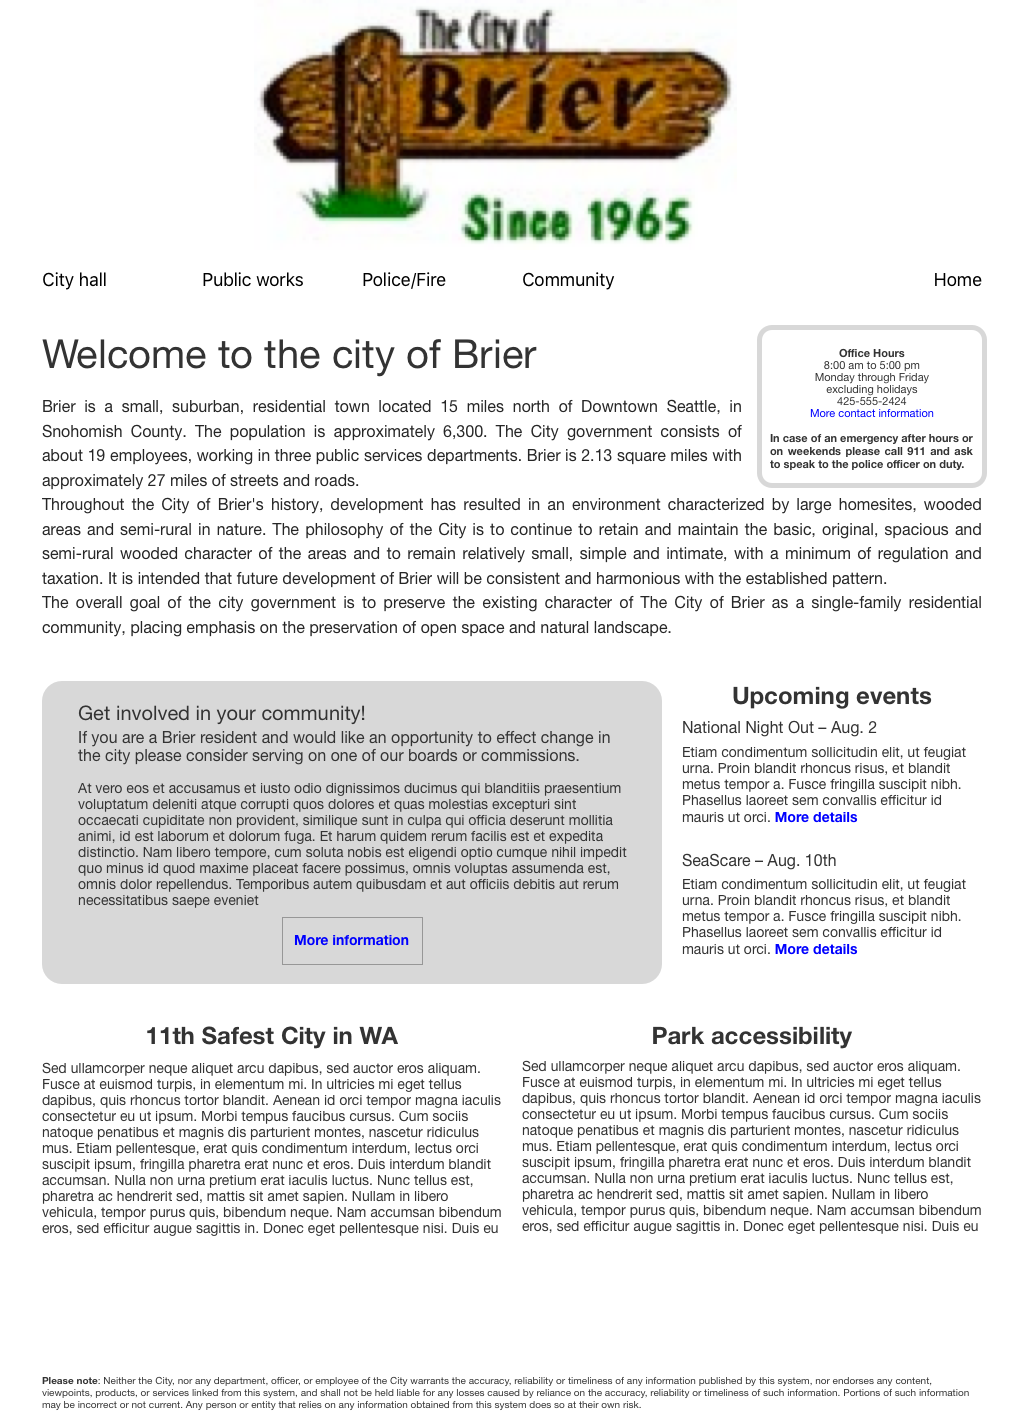 The City of
Brier
Since 1965
City hall Public works Police/Fire Community Home
Welcome to the city of Brier
Brier is a small, suburban, residential town located 15 miles north of Downtown Seattle, in
Snohomish County. The population is approximately 6,300. The City government consists of
about 19 employees, working in three public services departments. Brier is 2.13 square miles with
approximately 27 miles of streets and roads.
Office Hours
8:00 am to 5:00 pm
Monday through Friday
excluding holidays
425-555-2424
More contact information
In case of an emergency after hours or
on weekends please call 911 and ask
to speak to the police officer on duty.
Throughout the City of Brier's history, development has resulted in an environment characterized by large homesites, wooded
areas and semi-rural in nature. The philosophy of the City is to continue to retain and maintain the basic, original, spacious and
semi-rural wooded character of the areas and to remain relatively small, simple and intimate, with a minimum of regulation and
taxation. It is intended that future development of Brier will be consistent and harmonious with the established pattern.
The overall goal of the city government is to preserve the existing character of The City of Brier as a single-family residential
community, placing emphasis on the preservation of open space and natural landscape.
Get involved in your community!
If you are a Brier resident and would like an opportunity to effect change in
the city please consider serving on one of our boards or commissions.
At vero eos et accusamus et iusto odio dignissimos ducimus qui blanditiis praesentium
voluptatum deleniti atque corrupti quos dolores et quas molestias excepturi sint
occaecati cupiditate non provident, similique sunt in culpa qui officia deserunt mollitia
animi, id est laborum et dolorum fuga. Et harum quidem rerum facilis est et expedita
distinctio. Nam libero tempore, cum soluta nobis est eligendi optio cumque nihil impedit
quo minus id quod maxime placeat facere possimus, omnis voluptas assumenda est,
omnis dolor repellendus. Temporibus autem quibusdam et aut officiis debitis aut rerum
necessitatibus saepe eveniet
More information
Upcoming events
National Night Out – Aug. 2
Etiam condimentum sollicitudin elit, ut feugiat
urna. Proin blandit rhoncus risus, et blandit
metus tempor a. Fusce fringilla suscipit nibh.
Phasellus laoreet sem convallis efficitur id
mauris ut orci. More details
SeaScare – Aug. 10th
Etiam condimentum sollicitudin elit, ut feugiat
urna. Proin blandit rhoncus risus, et blandit
metus tempor a. Fusce fringilla suscipit nibh.
Phasellus laoreet sem convallis efficitur id
mauris ut orci. More details
11th Safest City in WA
Sed ullamcorper neque aliquet arcu dapibus, sed auctor eros aliquam.
Fusce at euismod turpis, in elementum mi. In ultricies mi eget tellus
dapibus, quis rhoncus tortor blandit. Aenean id orci tempor magna iaculis
consectetur eu ut ipsum. Morbi tempus faucibus cursus. Cum sociis
natoque penatibus et magnis dis parturient montes, nascetur ridiculus
mus. Etiam pellentesque, erat quis condimentum interdum, lectus orci
suscipit ipsum, fringilla pharetra erat nunc et eros. Duis interdum blandit
accumsan. Nulla non urna pretium erat iaculis luctus. Nunc tellus est,
pharetra ac hendrerit sed, mattis sit amet sapien. Nullam in libero
vehicula, tempor purus quis, bibendum neque. Nam accumsan bibendum
eros, sed efficitur augue sagittis in. Donec eget pellentesque nisi. Duis eu
Park accessibility
Sed ullamcorper neque aliquet arcu dapibus, sed auctor eros aliquam.
Fusce at euismod turpis, in elementum mi. In ultricies mi eget tellus
dapibus, quis rhoncus tortor blandit. Aenean id orci tempor magna iaculis
consectetur eu ut ipsum. Morbi tempus faucibus cursus. Cum sociis
natoque penatibus et magnis dis parturient montes, nascetur ridiculus
mus. Etiam pellentesque, erat quis condimentum interdum, lectus orci
suscipit ipsum, fringilla pharetra erat nunc et eros. Duis interdum blandit
accumsan. Nulla non urna pretium erat iaculis luctus. Nunc tellus est,
pharetra ac hendrerit sed, mattis sit amet sapien. Nullam in libero
vehicula, tempor purus quis, bibendum neque. Nam accumsan bibendum
eros, sed efficitur augue sagittis in. Donec eget pellentesque nisi. Duis eu
Please note: Neither the City, nor any department, officer, or employee of the City warrants the accuracy, reliability or timeliness of any information published by this system, nor endorses any content,
viewpoints, products, or services linked from this system, and shall not be held liable for any losses caused by reliance on the accuracy, reliability or timeliness of such information. Portions of such information
may be incorrect or not current. Any person or entity that relies on any information obtained from this system does so at their own risk.